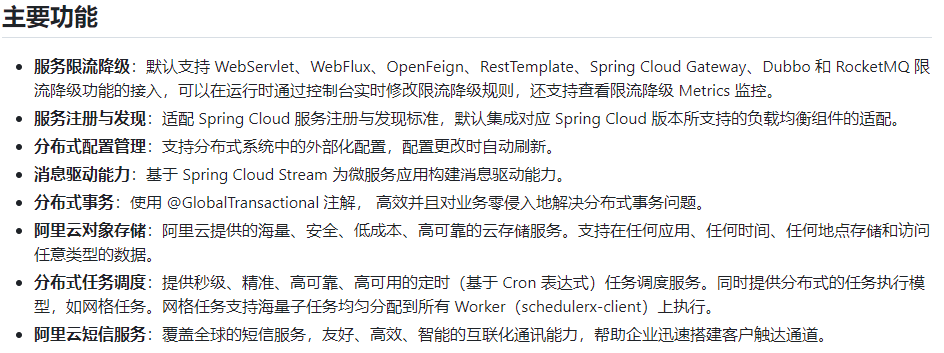 主要功能
服务限流降级：默认支持 WebServlet、WebFlux、OpenFeign、RestTemplate、Spring Cloud Gateway、Dubbo 和 RocketMQ 限
流降级功能的接入，可以在运行时通过控制台实时修改限流降级规则，还支持查看限流降级 Metrics 监控。
服务注册与发现：适配 Spring Cloud 服务注册与发现标准，默认集成对应 Spring Cloud 版本所支持的负载均衡组件的适配。
分布式配置管理：支持分布式系统中的外部化配置，配置更改时自动刷新。
消息驱动能力：基于 Spring Cloud Stream 为微服务应用构建消息驱动能力。
分布式事务：使用 @GlobalTransactional 注解， 高效并且对业务零侵入地解决分布式事务问题。
阿里云对象存储：阿里云提供的海量、安全、低成本、高可靠的云存储服务。支持在任何应用、任何时间、任何地点存储和访问
任意类型的数据。
分布式任务调度：提供秒级、精准、高可靠、高可用的定时（基于 Cron 表达式）任务调度服务。同时提供分布式的任务执行模
型，如网格任务。网格任务支持海量子任务均匀分配到所有 Worker（schedulerx-client）上执行。
阿里云短信服务：覆盖全球的短信服务，友好、高效、智能的互联化通讯能力，帮助企业迅速搭建客户触达通道。